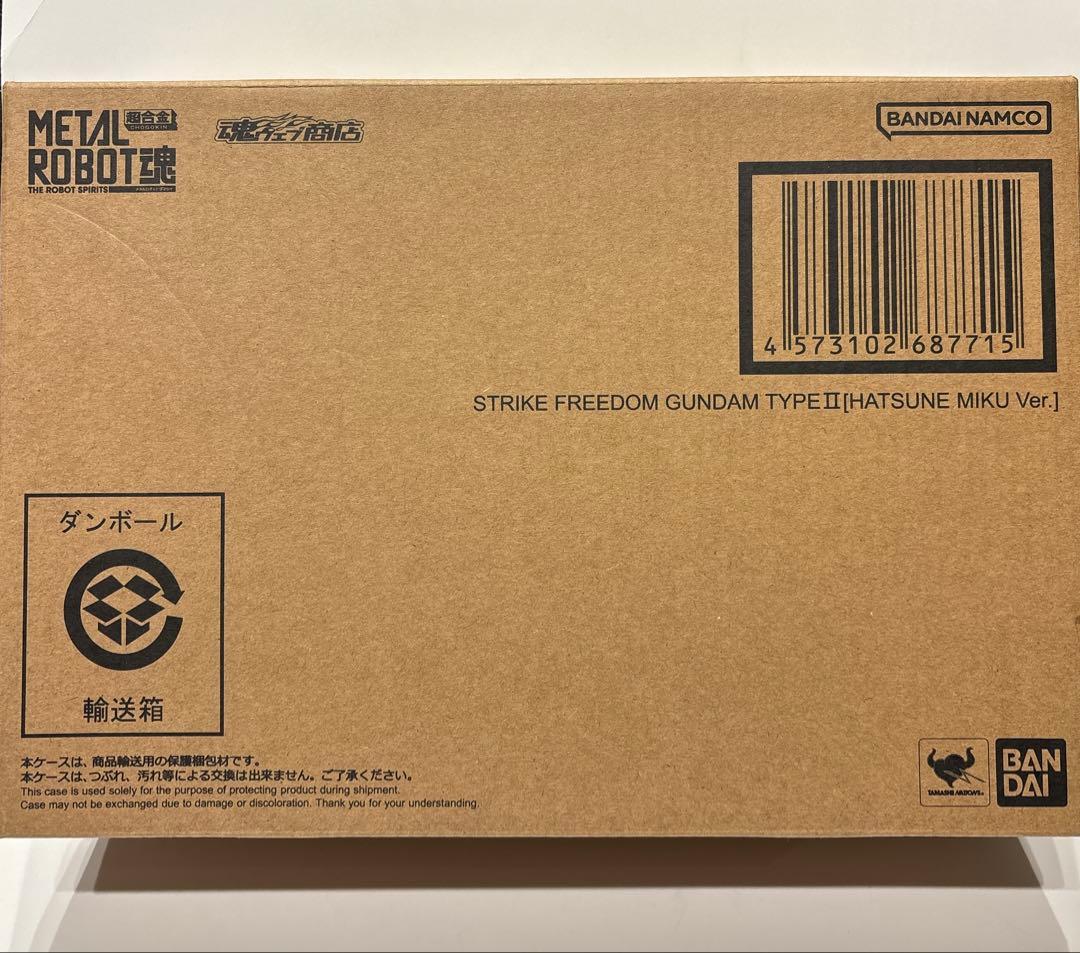 METAL
ROBOT魂
超合金
CHOGOKIN
THE ROBOT SPIRITS
魂ウェブ商店
BANDAI NAMCO
4 573102 687715
STRIKE FREEDOM GUNDAM TYPEⅡ[HATSUNE MIKU Ver.]
ダンボール
輸送箱
本ケースは、商品輸送用の保護梱包材です。
本ケースは、つぶれ、汚れ等による交換は出来ません。ご了承ください。
This case is used solely for the purpose of protecting product during shipment.
Case may not be exchanged due to damage or discoloration. Thank you for your understanding.
TAMASHII NATIONS
BAN
DAI